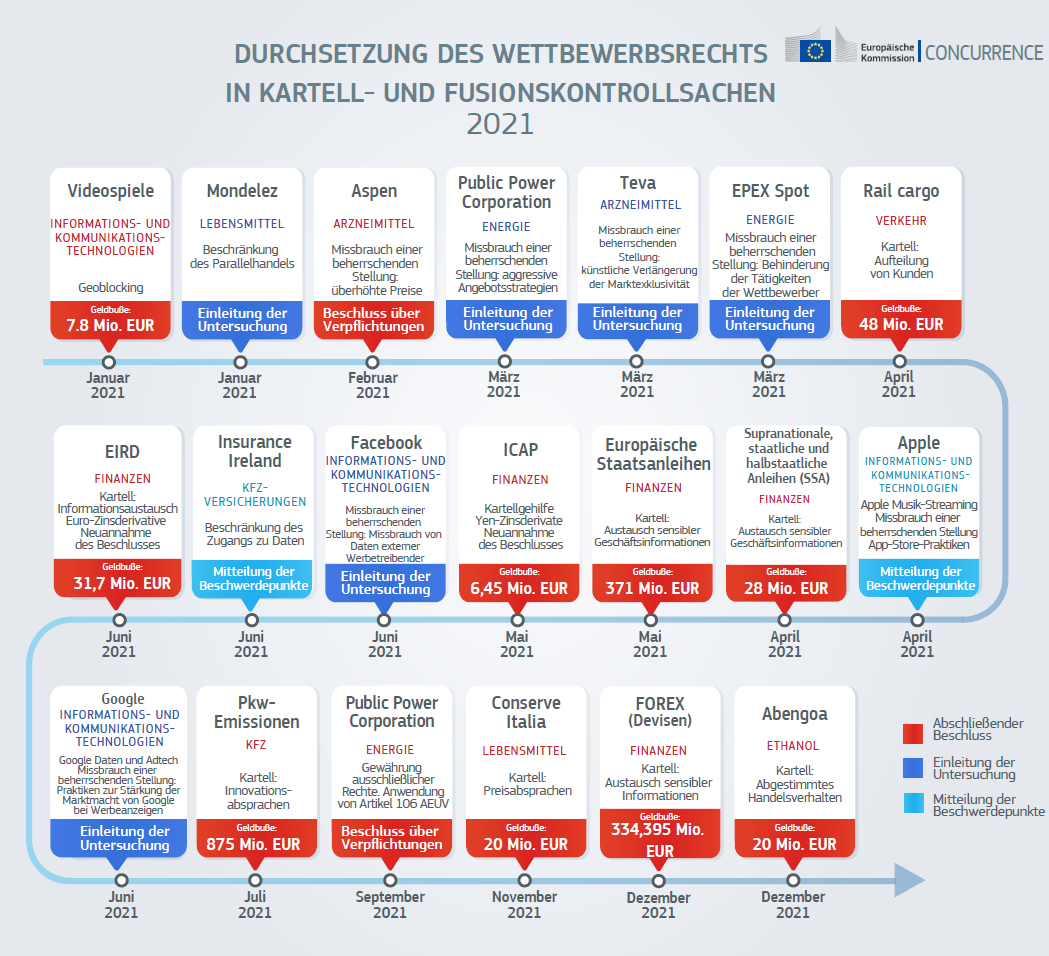 DURCHSETZUNG DES WETTBEWERBSRECHTS
IN KARTELL- UND FUSIONSKONTROLLSACHEN
2021
Europäische
Kommission
CONCURRENCE
Videospiele
INFORMATIONS- UND
KOMMUNIKATIONS-
TECHNOLOGIEN
Geoblocking
Geldbuße:
7.8 Mio. EUR
Januar
2021
Mondelez
LEBENSMITTEL
Beschränkung
des Parallelhandels
Einleitung der
Untersuchung
Januar
2021
Aspen
ARZNEIMITTEL
Missbrauch einer
beherrschenden
Stellung:
überhöhte Preise
Beschluss über
Verpflichtungen
Februar
2021
Public Power
Corporation
ENERGIE
Missbrauch einer
beherrschenden
Stellung: aggressive
Angebotsstrategien
Einleitung der
Untersuchung
März
2021
Teva
ARZNEIMITTEL
Missbrauch einer
beherrschenden
Stellung:
künstliche Verlängerung
der Marktexklusivität
Einleitung der
Untersuchung
März
2021
EPEX Spot
ENERGIE
Missbrauch einer
beherrschenden
Stellung: Behinderung
der Tätigkeiten
der Wettbewerber
Einleitung der
Untersuchung
März
2021
Rail cargo
VERKEHR
Kartell:
Aufteilung
von Kunden
Geldbuße:
48 Mio. EUR
April
2021
EIRD
FINANZEN
Kartell:
Informationsaustausch
Euro-Zinsderivative
Neuannahme
des Beschlusses
Geldbuße:
31,7 Mio. EUR
Juni
2021
Insurance
Ireland
KFZ-
VERSICHERUNGEN
Beschränkung des
Zugangs zu Daten
Mitteilung der
Beschwerdepunkte
Juni
2021
Facebook
INFORMATIONS- UND
KOMMUNIKATIONS-
TECHNOLOGIEN
Missbrauch einer
beherrschenden
Stellung: Missbrauch von
Daten externer
Werbetreibender
Einleitung der
Untersuchung
Juni
2021
ICAP
FINANZEN
Kartellgehilfe
Yen-Zinsderivate
Neuannahme
des Beschlusses
Geldbuße:
6,45 Mio. EUR
Mai
2021
Europäische
Staatsanleihen
FINANZEN
Kartell:
Austausch sensibler
Geschäftsinformationen
Geldbuße:
371 Mio. EUR
Mai
2021
Supranationale,
staatliche und
halbstaatliche
Anleihen (SSA)
FINANZEN
Kartell:
Austausch sensibler
Geschäftsinformationen
Geldbuße:
28 Mio. EUR
April
2021
Apple
INFORMATIONS- UND
KOMMUNIKATIONS-
TECHNOLOGIEN
Apple Musik-Streaming
Missbrauch einer
beherrschenden Stellung
App-Store-Praktiken
Mitteilung der
Beschwerdepunkte
April
2021
Google
INFORMATIONS- UND
KOMMUNIKATIONS-
TECHNOLOGIEN
Google Daten und Adtech
Missbrauch einer
beherrschenden Stellung:
Praktiken zur Stärkung der
Marktmacht von Google
bei Werbeanzeigen
Einleitung der
Untersuchung
Juni
2021
Pkw-
Emissionen
KFZ
Kartell:
Innovations-
absprachen
Geldbuße:
875 Mio. EUR
Juli
2021
Public Power
Corporation
ENERGIE
Gewährung
ausschließlicher
Rechte. Anwendung
von Artikel 106 AEUV
Beschluss über
Verpflichtungen
September
2021
Conserve
Italia
LEBENSMITTEL
Kartell:
Preisabsprachen
Geldbuße:
20 Mio. EUR
November
2021
FOREX
(Devisen)
FINANZEN
Kartell:
Austausch sensibler
Informationen
Geldbuße:
334,395 Mio.
EUR
Dezember
2021
Abengoa
ETHANOL
Kartell:
Abgestimmtes
Handelsverhalten
Geldbuße:
20 Mio. EUR
Dezember
2021
Abschließender
Beschluss
Einleitung der
Untersuchung
Mitteilung der
Beschwerdepunkte